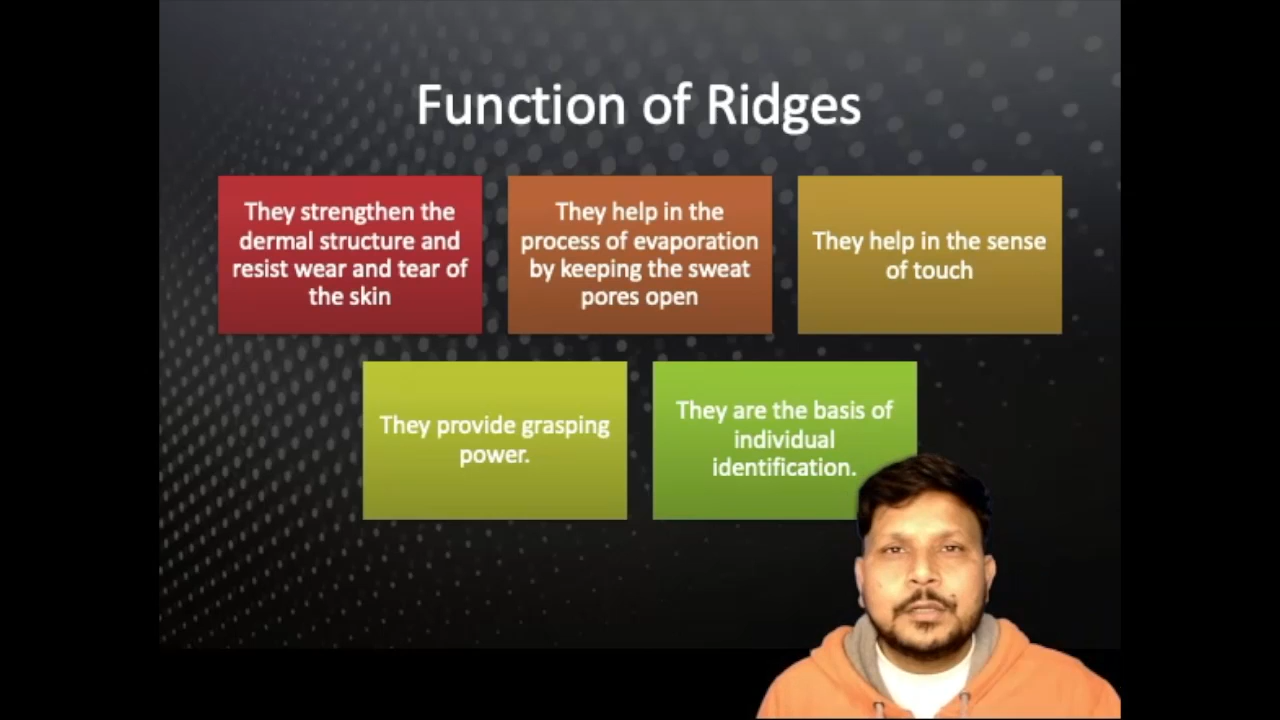 Function of Ridges
They strengthen the
dermal structure and
resist wear and tear of
the skin
They help in the
process of evaporation
by keeping the sweat
pores open
They help in the sense
of touch
They provide grasping
power.
They are the basis of
individual
identification.